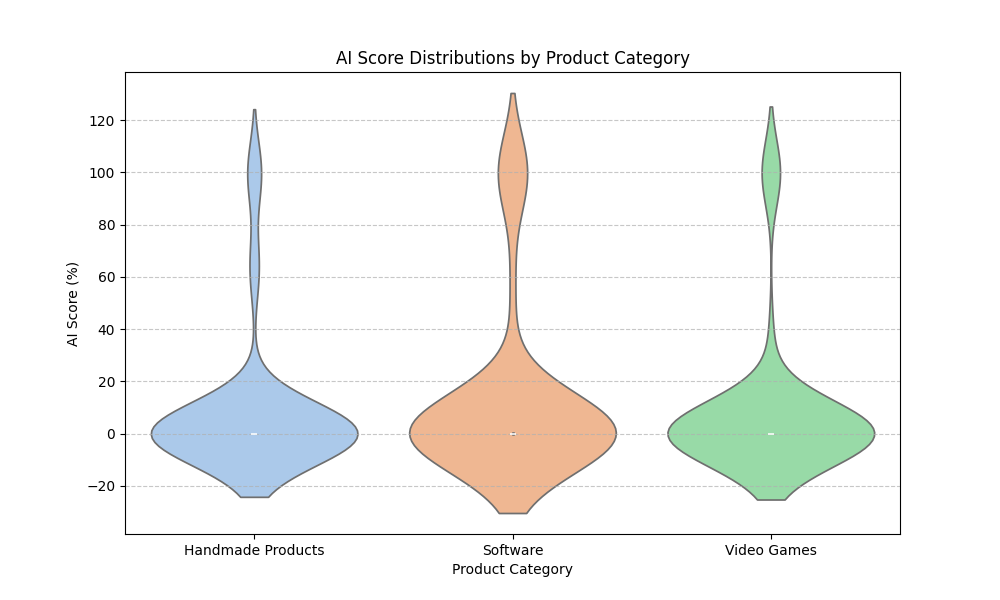 AI Score Distributions by Product Category
AI Score (%)
120
100
80
60
40
20
0
−20
Handmade Products
Software
Video Games
Product Category